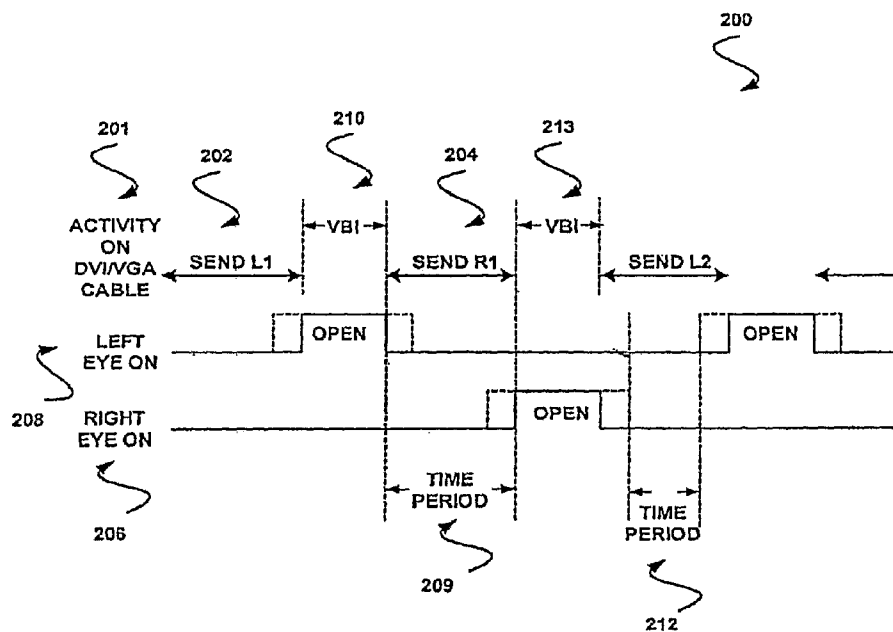 200
201
202
210
204
213
ACTIVITY
ON
DVI/VGA
CABLE
SEND L1
VBI
SEND R1
VBI
SEND L2
LEFT
EYE ON
OPEN
OPEN
208
RIGHT
EYE ON
OPEN
206
TIME
PERIOD
209
TIME
PERIOD
212